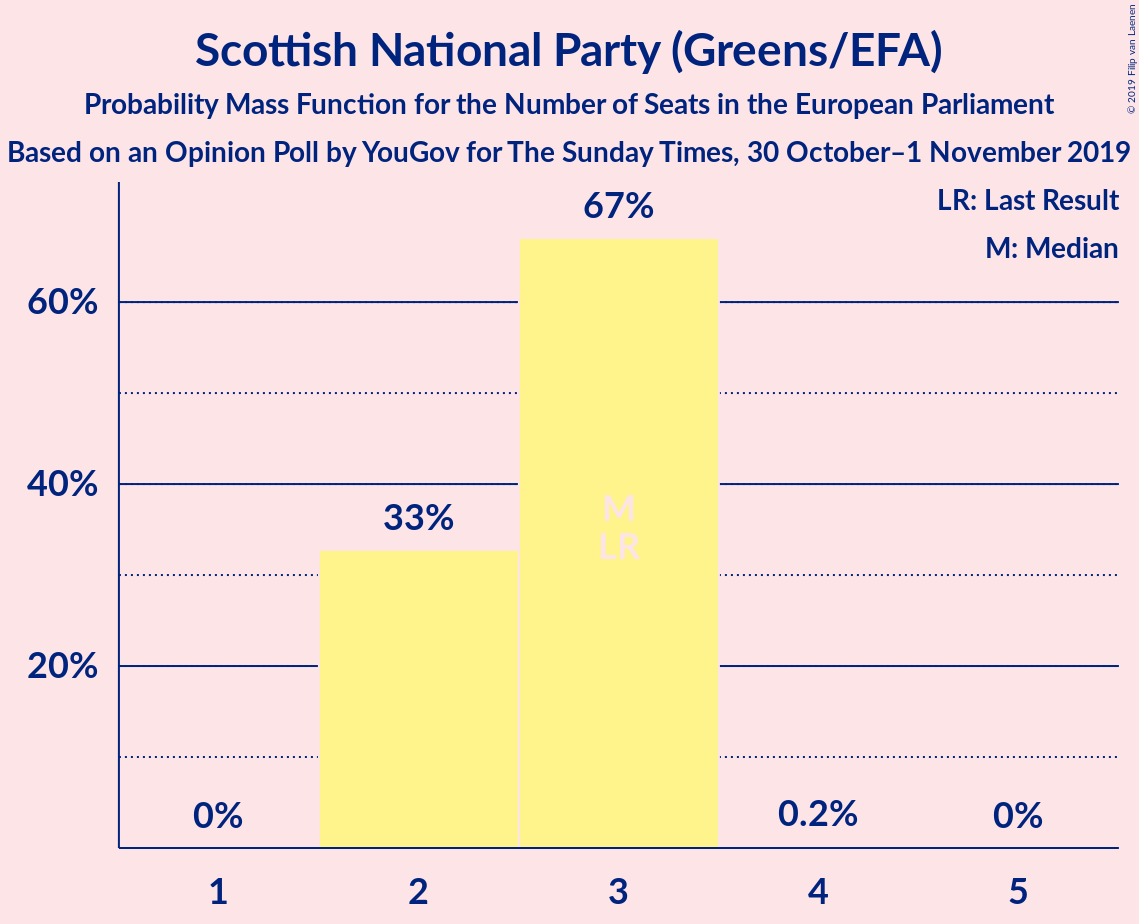 Scottish National Party (Greens/EFA)
Probability Mass Function for the Number of Seats in the European Parliament
Based on an Opinion Poll by YouGov for The Sunday Times, 30 October–1 November 2019
© 2019 Filip van Laenen
LR: Last Result
M: Median
67%
60%
40%
33%
M
LR
20%
0%
0.2%
0%
1 2 3 4 5